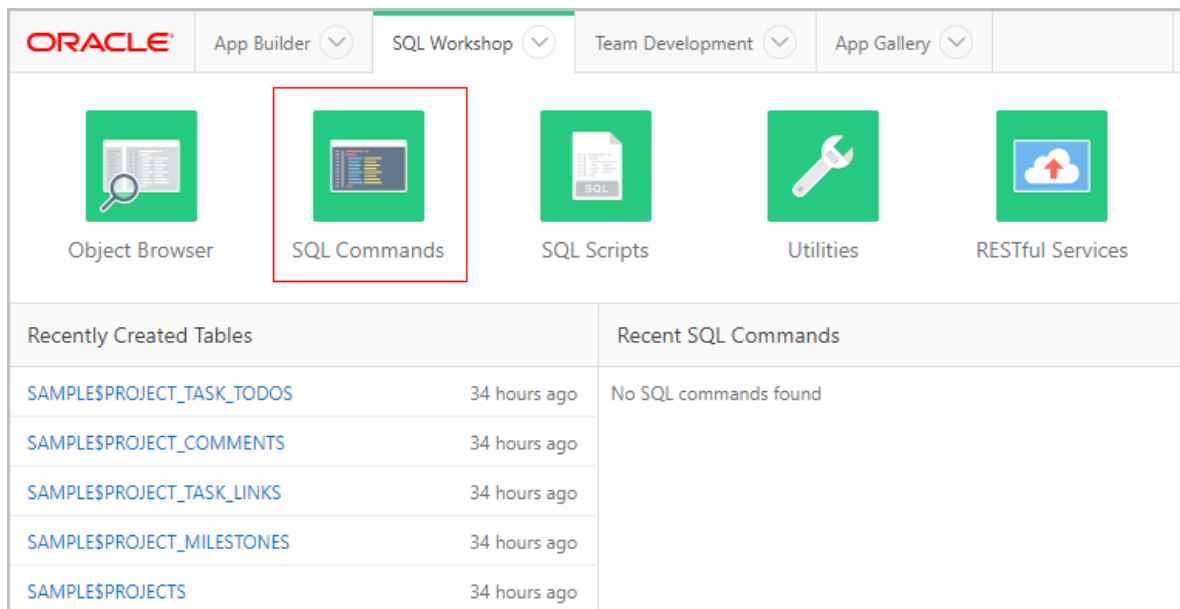 ORACLE® App Builder SQL Workshop Team Development App Gallery
SQL
Object Browser SQL Commands SQL Scripts Utilities RESTful Services
Recently Created Tables Recent SQL Commands
SAMPLE$PROJECT_TASK_TODOS 34 hours ago No SQL commands found
SAMPLE$PROJECT_COMMENTS 34 hours ago
SAMPLE$PROJECT_TASK_LINKS 34 hours ago
SAMPLE$PROJECT_MILESTONES 34 hours ago
SAMPLE$PROJECTS 34 hours ago